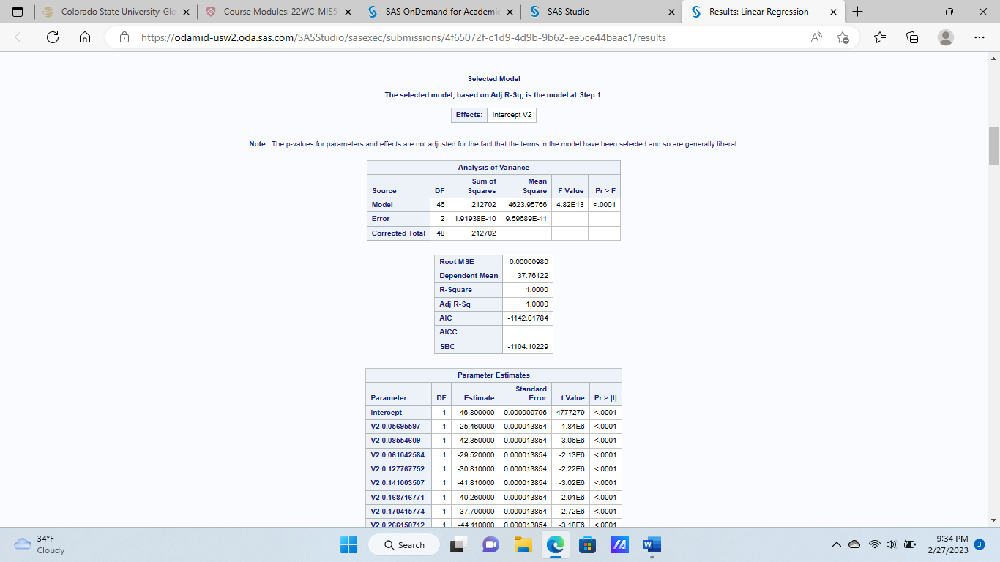 Colorado State University-Glo
Course Modules: 22WC-MIS5
SAS OnDemand for Academic
SAS Studio
Results: Linear Regression
https://odamid-usw2.oda.sas.com/SASStudio/sasexec/submissions/4f65072f-c1d9-4d9b-9b62-ee5ce44baac1/results
Selected Model
The selected model, based on Adj R-Sq, is the model at Step 1.
Effects: Intercept V2
Note: The p-values for parameters and effects are not adjusted for the fact that the terms in the model have been selected and so are generally liberal.
Analysis of Variance
Source DF Sum of Squares Mean Square F Value Pr > F
Model 46 212702 4623.95766 4.82E13 <.0001
Error 2 1.91938E-10 9.59689E-11
Corrected Total 48 212702
Root MSE 0.00000980
Dependent Mean 37.76122
R-Square 1.0000
Adj R-Sq 1.0000
AIC -1142.01784
AICC .
SBC -1104.10229
Parameter Estimates
Parameter DF Estimate Standard Error t Value Pr > |t|
Intercept 1 46.800000 0.000009796 4777279 <.0001
V2 0.05695597 1 -25.460000 0.000013854 -1.84E6 <.0001
V2 0.08554609 1 -42.350000 0.000013854 -3.06E6 <.0001
V2 0.061042584 1 -29.520000 0.000013854 -2.13E6 <.0001
V2 0.127767752 1 -30.810000 0.000013854 -2.22E6 <.0001
V2 0.141003507 1 -41.810000 0.000013854 -3.02E6 <.0001
V2 0.168716771 1 -40.260000 0.000013854 -2.91E6 <.0001
V2 0.170415774 1 -37.700000 0.000013854 -2.72E6 <.0001
V2 0.266150712 1 -44.110000 0.000013854 -3.18E6 <.0001
34°F
Cloudy
Search
9:34 PM
2/27/2023
3